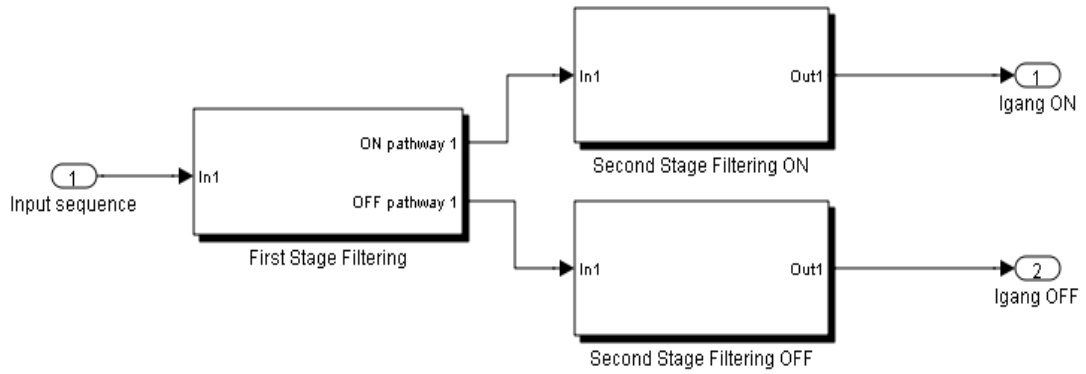 1
Input sequence
In1
ON pathway 1
OFF pathway 1
First Stage Filtering
In1
Out1
Second Stage Filtering ON
1
Igang ON
In1
Out1
Second Stage Filtering OFF
2
Igang OFF